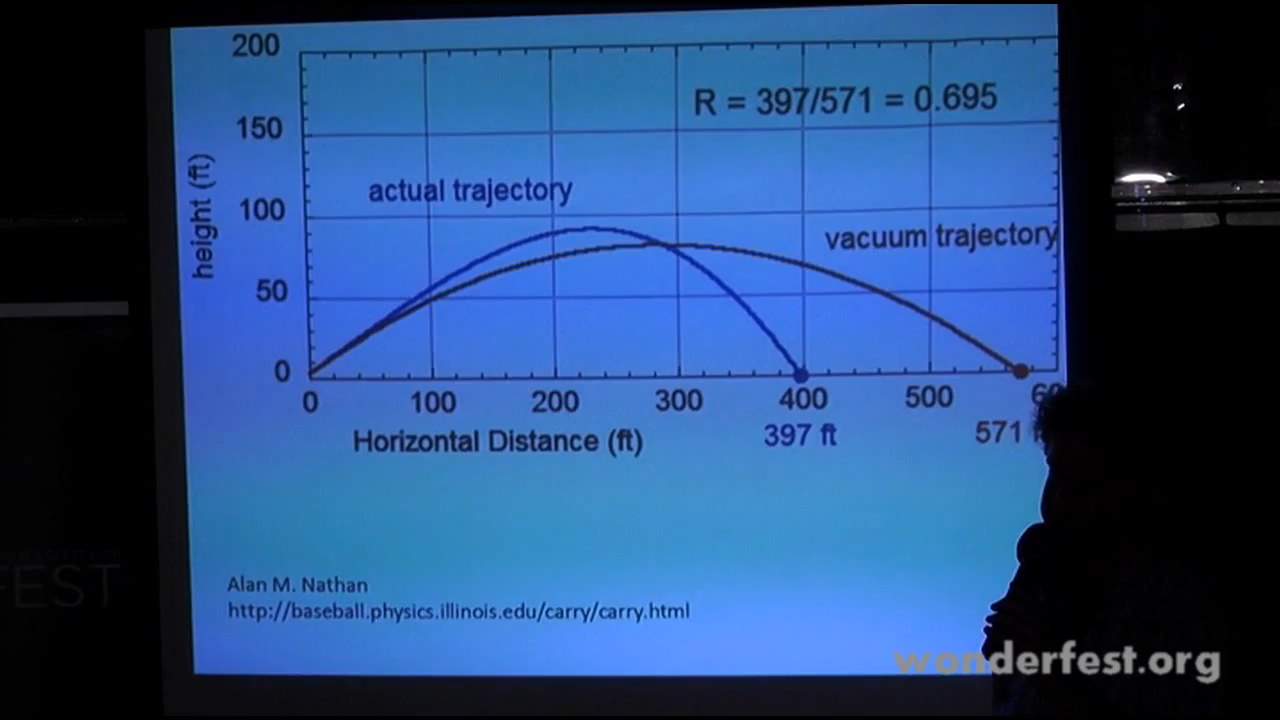 200
R = 397/571 = 0.695
150
actual trajectory
100
vacuum trajectory
height (ft)
50
0
0 100 200 300 400 500
Horizontal Distance (ft)
397 ft
571
Alan M. Nathan
http://baseball.physics.illinois.edu/carry/carry.html
FEST
wonderfest.org